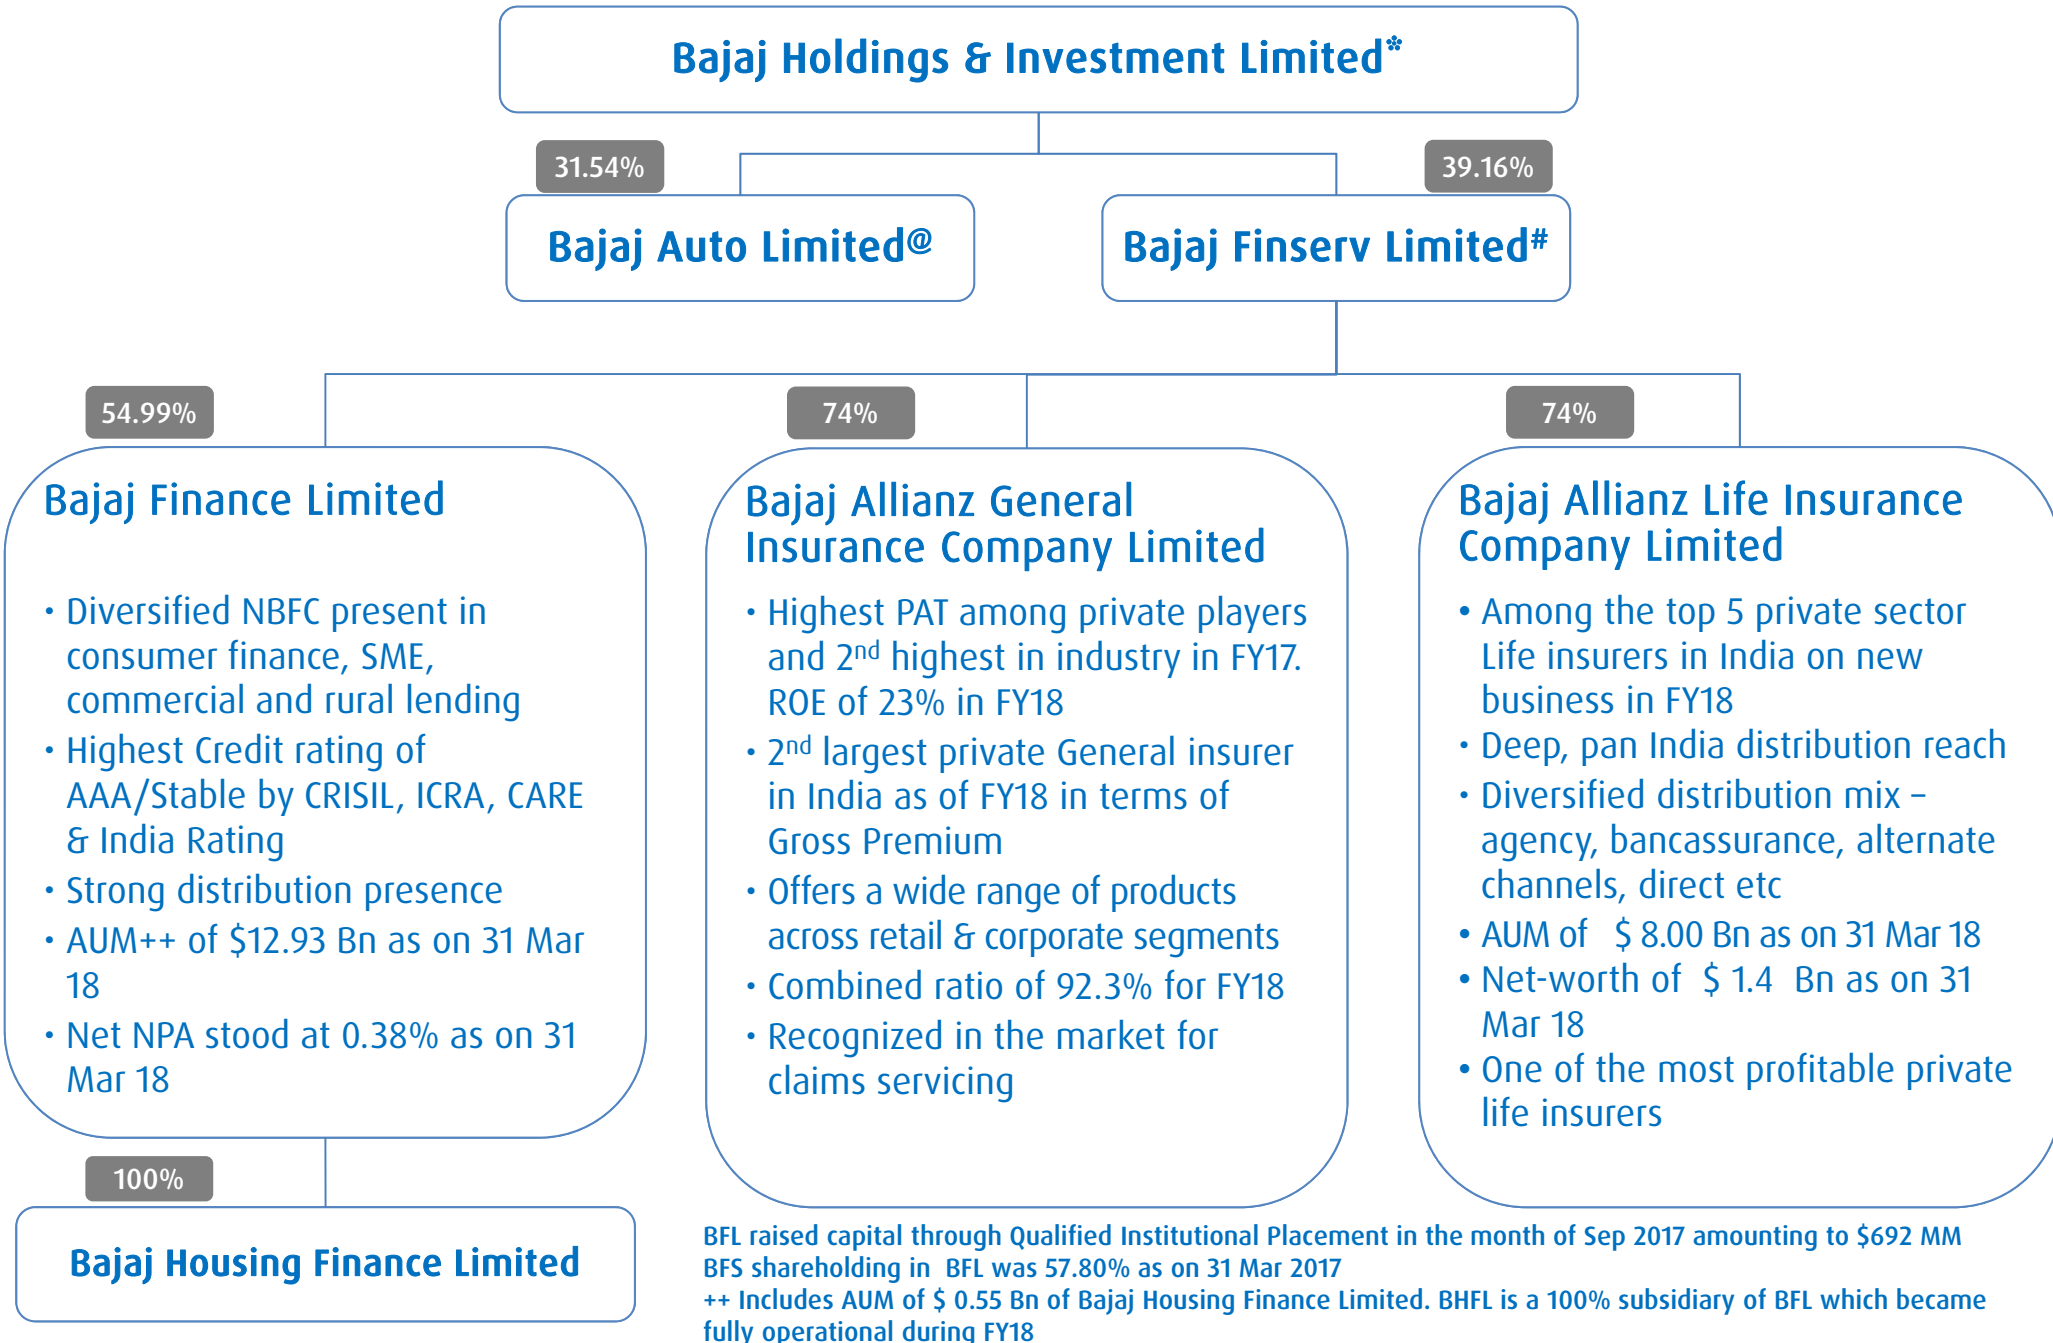 Bajaj Holdings & Investment Limited*
31.54%
39.16%
Bajaj Auto Limited@
Bajaj Finserv Limited#
54.99%
74%
74%
Bajaj Finance Limited
• Diversified NBFC present in
consumer finance, SME,
commercial and rural lending
• Highest Credit rating of
AAA/Stable by CRISIL, ICRA, CARE
& India Rating
• Strong distribution presence
• AUM++ of $12.93 Bn as on 31 Mar
18
• Net NPA stood at 0.38% as on 31
Mar 18
Bajaj Allianz General
Insurance Company Limited
• Highest PAT among private players
and 2nd highest in industry in FY17.
ROE of 23% in FY18
• 2nd largest private General insurer
in India as of FY18 in terms of
Gross Premium
• Offers a wide range of products
across retail & corporate segments
• Combined ratio of 92.3% for FY18
• Recognized in the market for
claims servicing
Bajaj Allianz Life Insurance
Company Limited
• Among the top 5 private sector
Life insurers in India on new
business in FY18
• Deep, pan India distribution reach
• Diversified distribution mix –
agency, bancassurance, alternate
channels, direct etc
• AUM of $ 8.00 Bn as on 31 Mar 18
• Net-worth of $ 1.4 Bn as on 31
Mar 18
• One of the most profitable private
life insurers
100%
Bajaj Housing Finance Limited
BFL raised capital through Qualified Institutional Placement in the month of Sep 2017 amounting to $692 MM
BFS shareholding in BFL was 57.80% as on 31 Mar 2017
++ Includes AUM of $ 0.55 Bn of Bajaj Housing Finance Limited. BHFL is a 100% subsidiary of BFL which became
fully operational during FY18